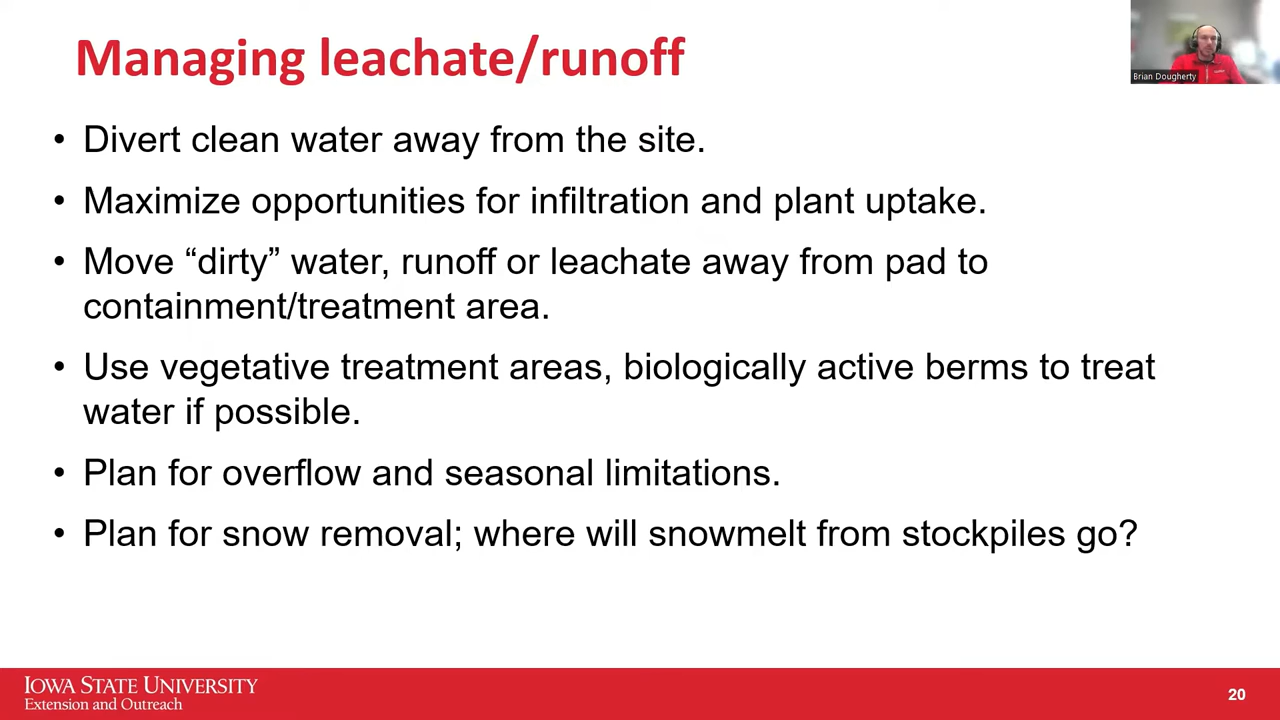 Managing leachate/runoff
Brian Dougherty
• Divert clean water away from the site.
• Maximize opportunities for infiltration and plant uptake.
• Move “dirty” water, runoff or leachate away from pad to
containment/treatment area.
• Use vegetative treatment areas, biologically active berms to treat
water if possible.
• Plan for overflow and seasonal limitations.
• Plan for snow removal; where will snowmelt from stockpiles go?
IOWA STATE UNIVERSITY
Extension and Outreach
20